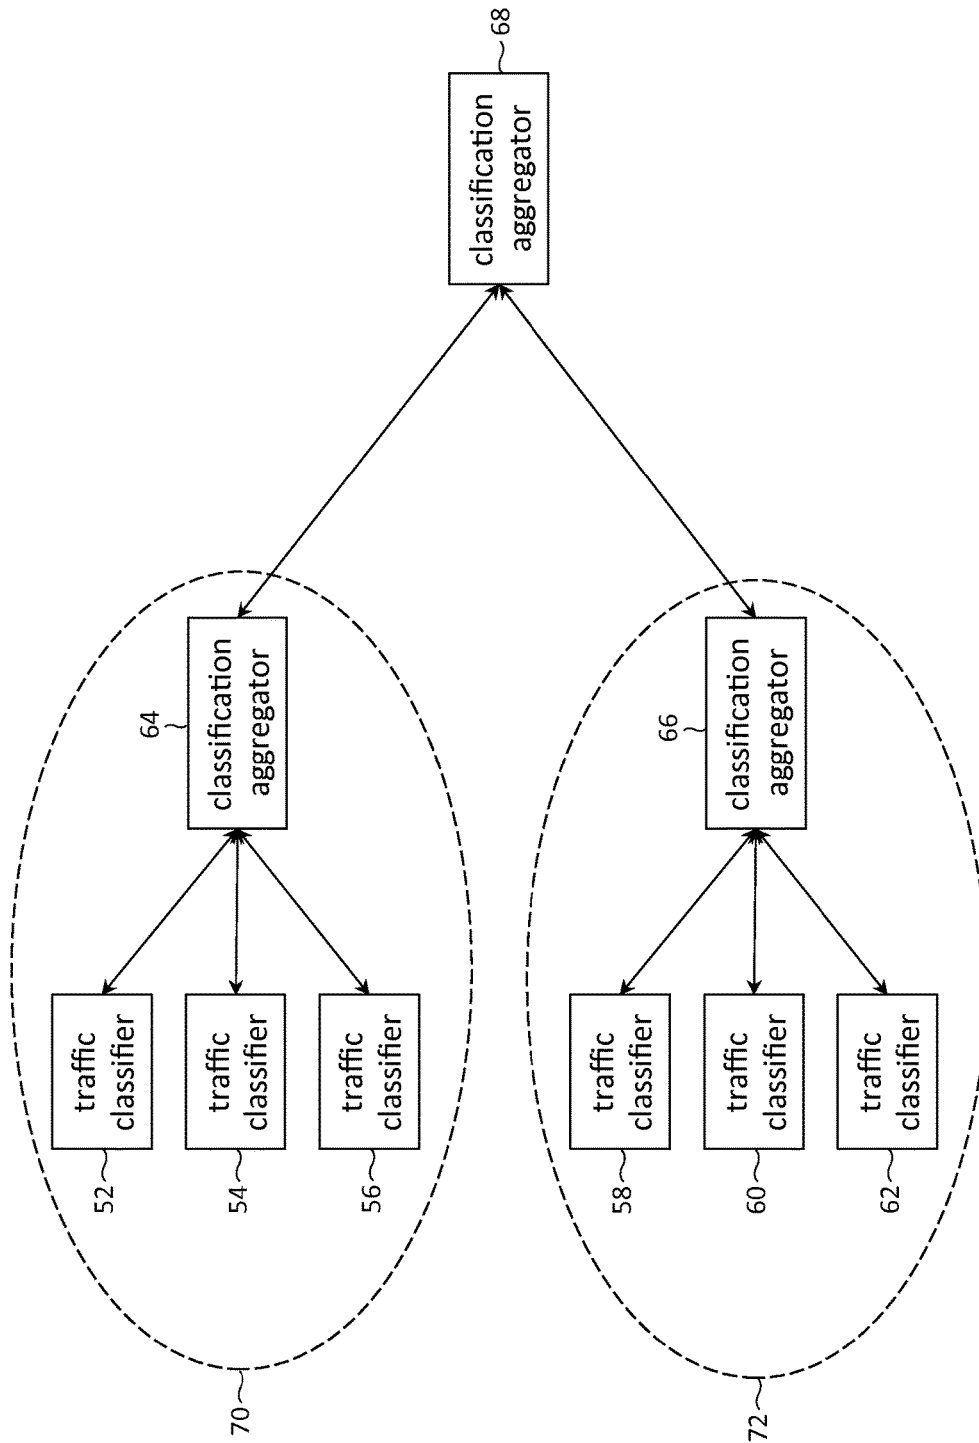 68
classification
aggregator
64
classification
aggregator
66
classification
aggregator
traffic
classifier
52
traffic
classifier
54
traffic
classifier
56
traffic
classifier
58
traffic
classifier
60
traffic
classifier
62
70
72